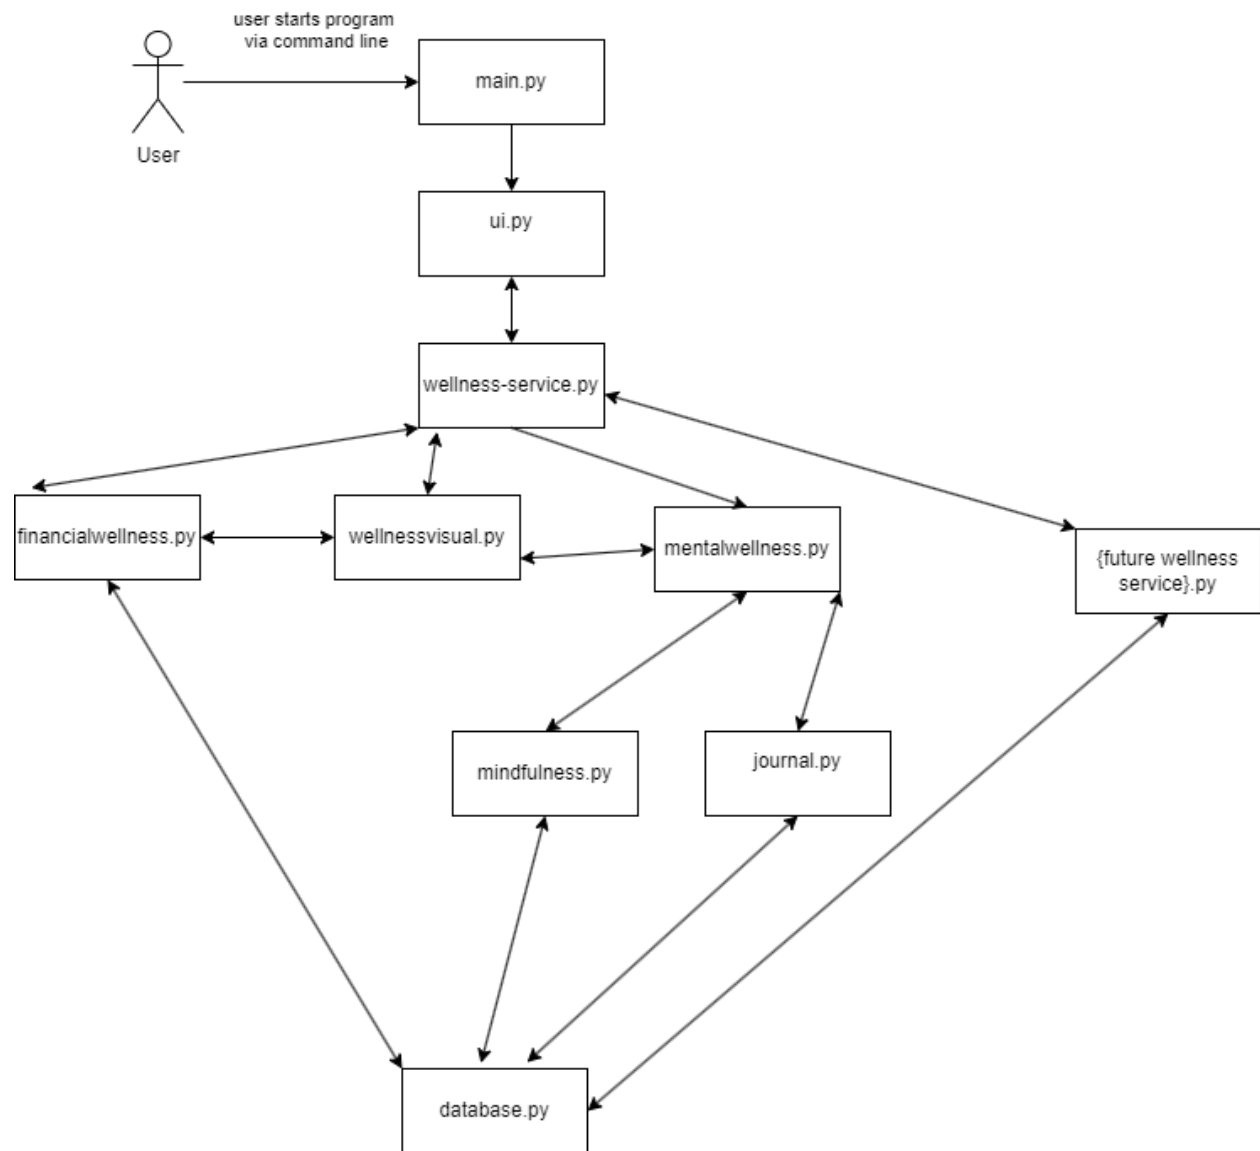 user starts program
via command line
main.py
User
ui.py
wellness-service.py
financialwellness.py
wellnessvisual.py
mentalwellness.py
{future wellness
service}.py
mindfulness.py
journal.py
database.py